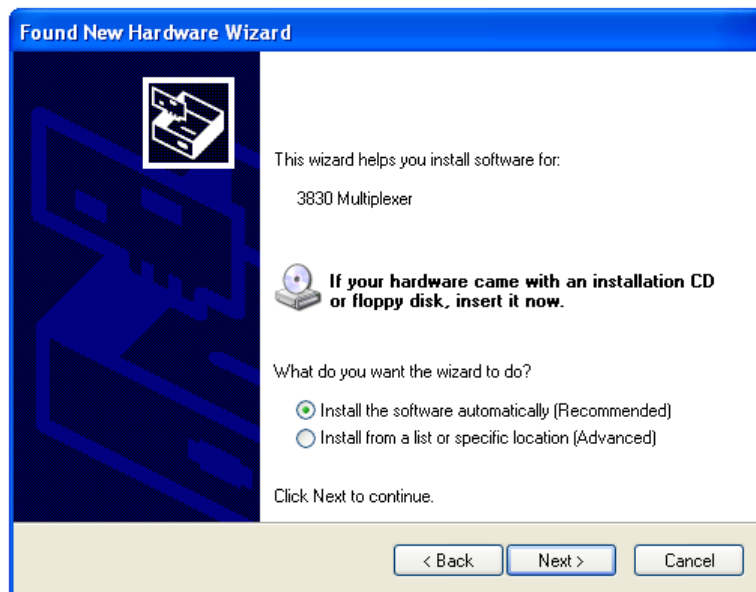 Found New Hardware Wizard
This wizard helps you install software for:
3830 Multiplexer
If your hardware came with an installation CD
or floppy disk, insert it now.
What do you want the wizard to do?
Install the software automatically (Recommended)
Install from a list or specific location (Advanced)
Click Next to continue.
< Back Next > Cancel